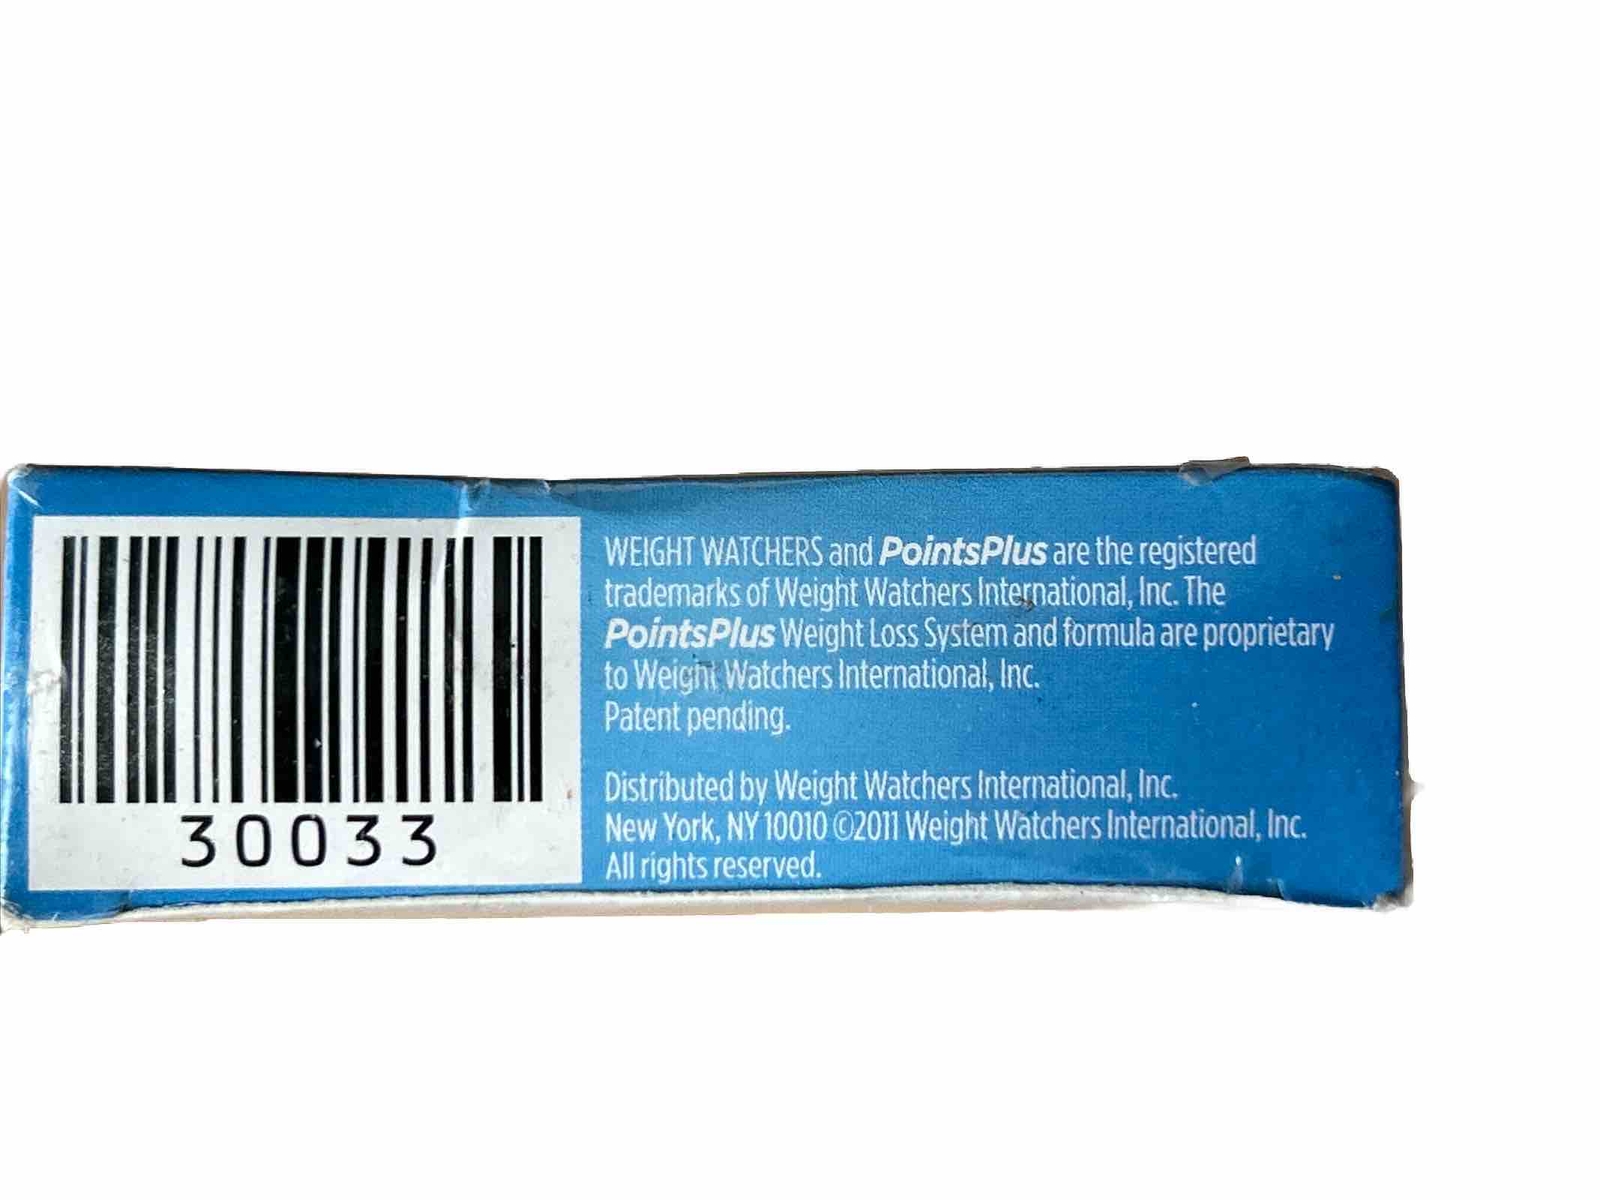 WEIGHT WATCHERS and PointsPlus are the registered
trademarks of Weight Watchers International, Inc. The
PointsPlus Weight Loss System and formula are proprietary
to Weight Watchers International, Inc.
Patent pending.
Distributed by Weight Watchers International, Inc.
New York, NY 10010 ©2011 Weight Watchers International, Inc.
All rights reserved.
30033